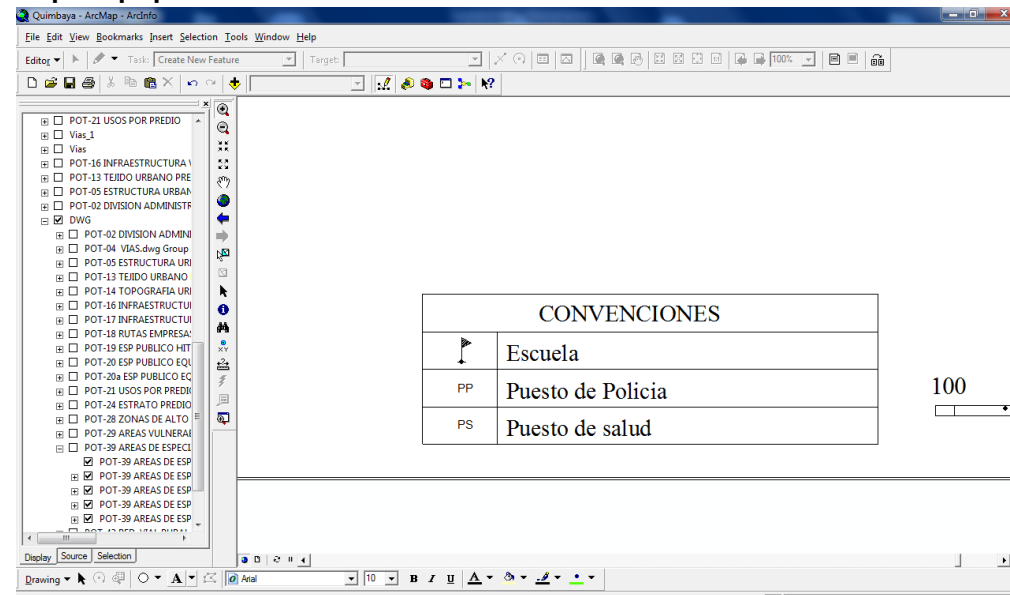 Quimbaya - ArcMap - ArcInfo
File Edit View Bookmarks Insert Selection Tools Window Help
Editor Task: Create New Feature Target: 100%
POT-21 USOS POR PREDIO
Vias_1
Vias
POT-16 INFRAESTRUCTURA
POT-13 TEJIDO URBANO PRE
POT-05 ESTRUCTURA URBAN
POT-02 DIVISION ADMINISTR
DWG
POT-02 DIVISION ADMINI
POT-04 VIAS.dwg Group
POT-05 ESTRUCTURA URI
POT-13 TEJIDO URBANO
POT-14 TOPOGRAFIA URI
POT-16 INFRAESTRUCTUI
POT-17 INFRAESTRUCTUI
POT-18 RUTAS EMPRESA
POT-19 ESP PUBLICO HIT
POT-20 ESP PUBLICO EQU
POT-20a ESP PUBLICO EQ
POT-21 USOS POR PREDI
POT-24 ESTRATO PREDIO
POT-28 ZONAS DE ALTO
POT-29 AREAS VULNERAE
POT-39 AREAS DE ESPECI
POT-39 AREAS DE ESP
POT-39 AREAS DE ESP
POT-39 AREAS DE ESP
POT-39 AREAS DE ESP
POT-39 AREAS DE ESP
Display Source Selection
CONVENCIONES
Escuela
PP Puesto de Policia
PS Puesto de salud
100
Drawing A Arial 10 B I U A